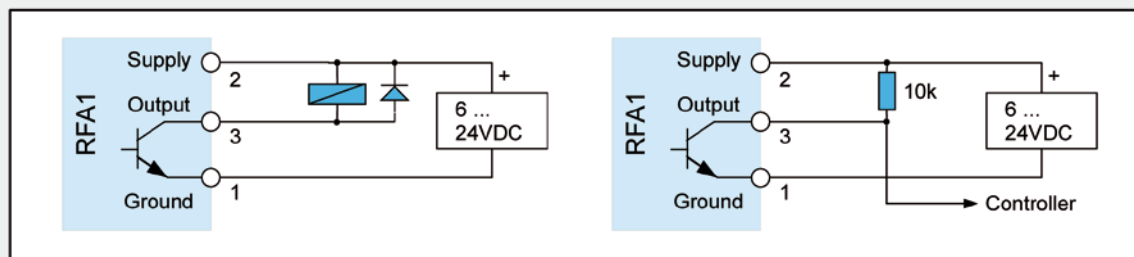 RFA1
Supply
2
Output
3
Ground
1
+
6 ...
24VDC
RFA1
Supply
2
Output
3
Ground
1
10k
+
6 ...
24VDC
Controller